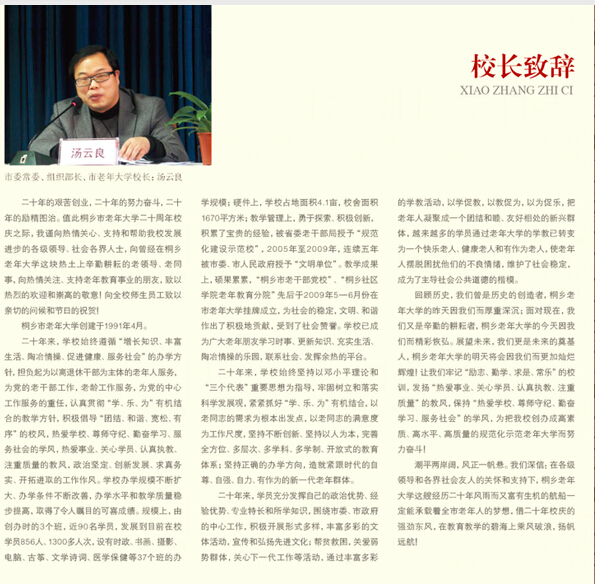 校长致辞
XIAO ZHANG ZHI CI
汤云良
市委常委，组织部长，市老年大学校长：汤云良
二十年的艰苦创业，二十年的努力奋斗，二十
年的励精图治。值此桐乡市老年大学二十周年校
庆之际，我谨向热情关心、支持和帮助我校发展
进步的各级领导、社会各界人士，向曾经在桐乡
老年大学这块热土上辛勤耕耘的老领导、老同
事，向热情关注、支持老年教育事业的朋友，致以
热烈的欢迎和崇高的敬意！向全校师生员工致以
亲切的问候和节日的祝贺！
桐乡市老年大学创建于1991年4月。
二十年来，学校始终遵循“增长知识、丰富
生活、陶冶情操、促进健康、服务社会”的办学方
针，担负起为以离退休干部为主体的老年人服务，
为党的老干部工作，老龄工作服务，为党的中心
工作服务的重任，认真贯彻“学、乐、为”有机结
合的教学方针，积极倡导“团结、和谐、宽松、有
序”的校风，热爱学校、尊师守纪、勤奋学习、服
务社会的学风，热爱事业、关心学员、认真执教、
注重质量的教风，政治坚定、创新发展、求真务
实、开拓进取的工作作风。学校办学规模不断扩
大、办学条件不断改善，办学水平和教学质量稳
步提高，取得了令人瞩目的可喜成绩。规模上，由
创办时的3个班，近90名学员，发展到目前在校
学员856人、1300多人次，设有时政、书画、摄影、
电脑、古筝、文学诗词、医学保健等37个班的办
学规模；硬件上，学校占地面积4.1亩，校舍面积
1670平方米；教学管理上，勇于探索、积极创新，
积累了宝贵的经验，被省委老干部局授予“规范
化建设示范校”，2005年至2009年，连续五年
被市委、市人民政府授予“文明单位”。教学成果
上，硕果累累，“桐乡市老干部党校”、“桐乡社区
学院老年教育分院”先后于2009年5—6月份在
市老年大学挂牌成立，为社会的稳定，文明、和谐
作出了积极地贡献，受到了社会赞誉。学校已成
为广大老年朋友学习时事、更新知识、充实生活、
陶冶情操的乐园，联系社会、发挥余热的平台。
二十年来，学校始终坚持以邓小平理论和
“三个代表”重要思想为指导，牢固树立和落实
科学发展观，紧紧抓好“学、乐、为”有机结合，以
老同志的需求为根本出发点，以老同志的满意度
为工作尺度，坚持不断创新、坚持以人为本，完善
全方位、多层次、多学科、多学制、开放式的教育
体系；坚持正确的办学方向，造就紧跟时代的自
尊、自强、自力、有作为的新一代老年群体。
二十年来，学员充分发挥自己的政治优势、经
验优势、专业特长和所学知识，围绕市委、市政府
的中心工作，积极开展形式多样，丰富多彩的文
体活动，宣传和弘扬先进文化；帮贫救困，关爱弱
势群体，关心下一代工作等活动，通过丰富多彩
的学教活动，以学促教，以教促为，以为促乐，把
老年人凝聚成一个团结和睦、友好相处的新兴群
体，越来越多的学员通过老年大学的学教已转变
为一个快乐老人、健康老人和有作为老人，使老年
人摆脱困扰他们的不良情绪，维护了社会稳定，
成为了主导社会公共道德的楷模。
回顾历史，我们曾是历史的创造者，桐乡老
年大学的昨天因我们而厚重深沉；面对现在，我
们又是辛勤的耕耘者，桐乡老年大学的今天因我
们而精彩恢弘。展望未来，我们更是未来的奠基
人，桐乡老年大学的明天将会因我们而更加灿烂
辉煌！让我们牢记“励志、勤学、求是、常乐”的校
训，发扬“热爱事业、关心学员、认真执教、注重
质量”的教风，保持“热爱学校、尊师守纪、勤奋
学习、服务社会”的学风，为把我校创办成高素
质、高水平、高质量的规范化示范老年大学而努
力奋斗！
潮平两岸阔，风正一帆悬。我们深信：在各级
领导和各界社会友人的关怀和支持下，桐乡老年
大学这艘经历二十年风雨而又富有生机的航船一
定能承载着全市老年人的梦想，借二十年校庆的
强劲东风，在教育教学的碧海上乘风破浪，扬帆
远航！